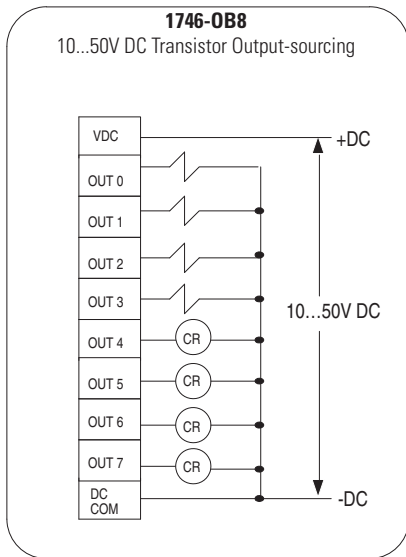 1746-OB8
10...50V DC Transistor Output-sourcing
VDC
+DC
OUT 0
OUT 1
OUT 2
OUT 3
10...50V DC
OUT 4
CR
OUT 5
CR
OUT 6
CR
OUT 7
CR
DC
COM
-DC